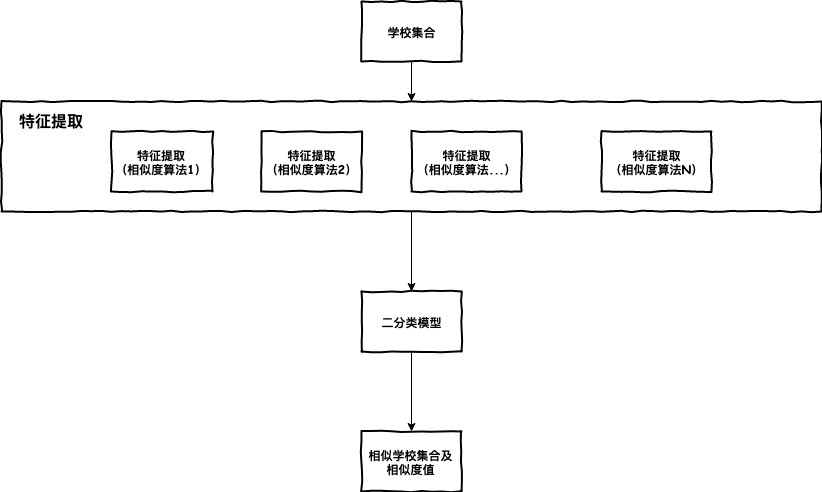 学校集合
特征提取
特征提取
(相似度算法1)
特征提取
(相似度算法2)
特征提取
(相似度算法...)
特征提取
(相似度算法N)
二分类模型
相似学校集合及
相似度值